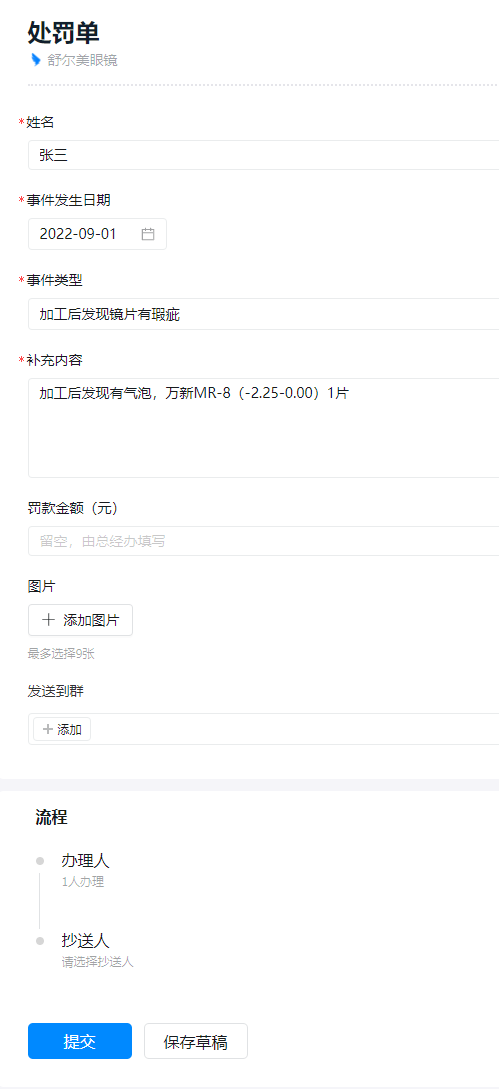 处罚单
舒尔美眼镜
*姓名
张三
*事件发生日期
2022-09-01
*事件类型
加工后发现镜片有瑕疵
*补充内容
加工后发现有气泡，万新MR-8（-2.25-0.00）1片
罚款金额（元）
留空，由总经办填写
图片
添加图片
最多选择9张
发送到群
添加
流程
办理人
1人办理
抄送人
请选择抄送人
提交 保存草稿